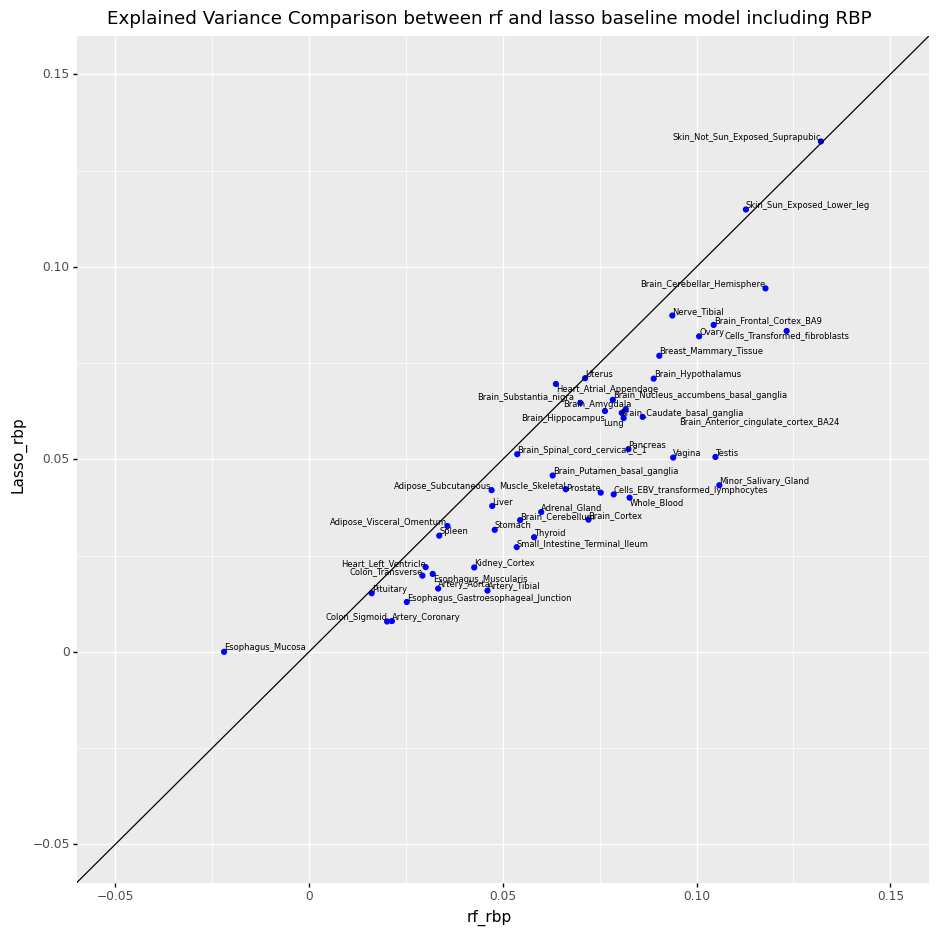 Explained Variance Comparison between rf and lasso baseline model including RBP
0.15
Skin_Not_Sun_Exposed_Suprapubic
Skin_Sun_Exposed_Lower_leg
0.10
Brain_Cerebellar_Hemisphere
Nerve_Tibial
Brain_Frontal_Cortex_BA9
Ovary
Cells_Transformed_fibroblasts
Breast_Mammary_Tissue
Uterus
Brain_Hypothalamus
Heart_Atrial_Appendage
Brain_Substantia_nigra
Brain_Nucleus_accumbens_basal_ganglia
Brain_Amygdala
Brain_Caudate_basal_ganglia
Brain_Hippocampus
Lung
Brain_Anterior_cingulate_cortex_BA24
Pancreas
Brain_Spinal_cord_cervical_c_1
0.05
Vagina
Testis
Brain_Putamen_basal_ganglia
Minor_Salivary_Gland
Adipose_Subcutaneous
Muscle_Skeletal
Prostate
Cells_EBV_transformed_lymphocytes
Liver
Whole_Blood
Adrenal_Gland
Brain_Cerebellum
Brain_Cortex
Adipose_Visceral_Omentum
Spleen
Stomach
Thyroid
Small_Intestine_Terminal_Ileum
Heart_Left_Ventricle
Kidney_Cortex
Colon_Transverse
Esophagus_Muscularis
Pituitary
Artery_Aorta
Artery_Tibial
Esophagus_Gastroesophageal_Junction
Colon_Sigmoid
Artery_Coronary
0
Esophagus_Mucosa
−0.05
−0.05
0
0.05
0.10
0.15
rf_rbp
Lasso_rbp